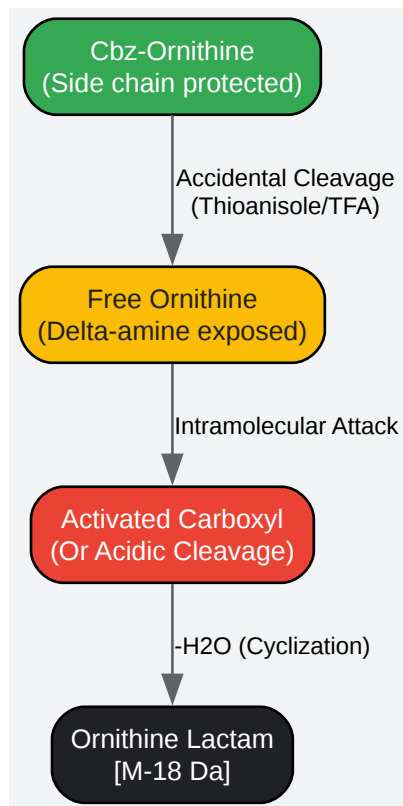 Cbz-Ornithine
(Side chain protected)
Accidental Cleavage
(Thioanisole/TFA)
Free Ornithine
(Delta-amine exposed)
Intramolecular Attack
Activated Carboxyl
(Or Acidic Cleavage)
-H2O (Cyclization)
Ornithine Lactam
[M-18 Da]